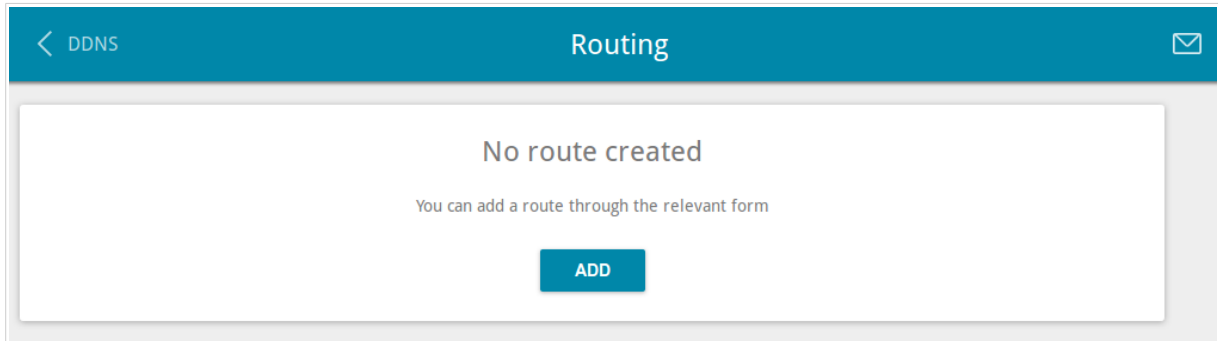 DDNS
Routing
No route created
You can add a route through the relevant form
ADD